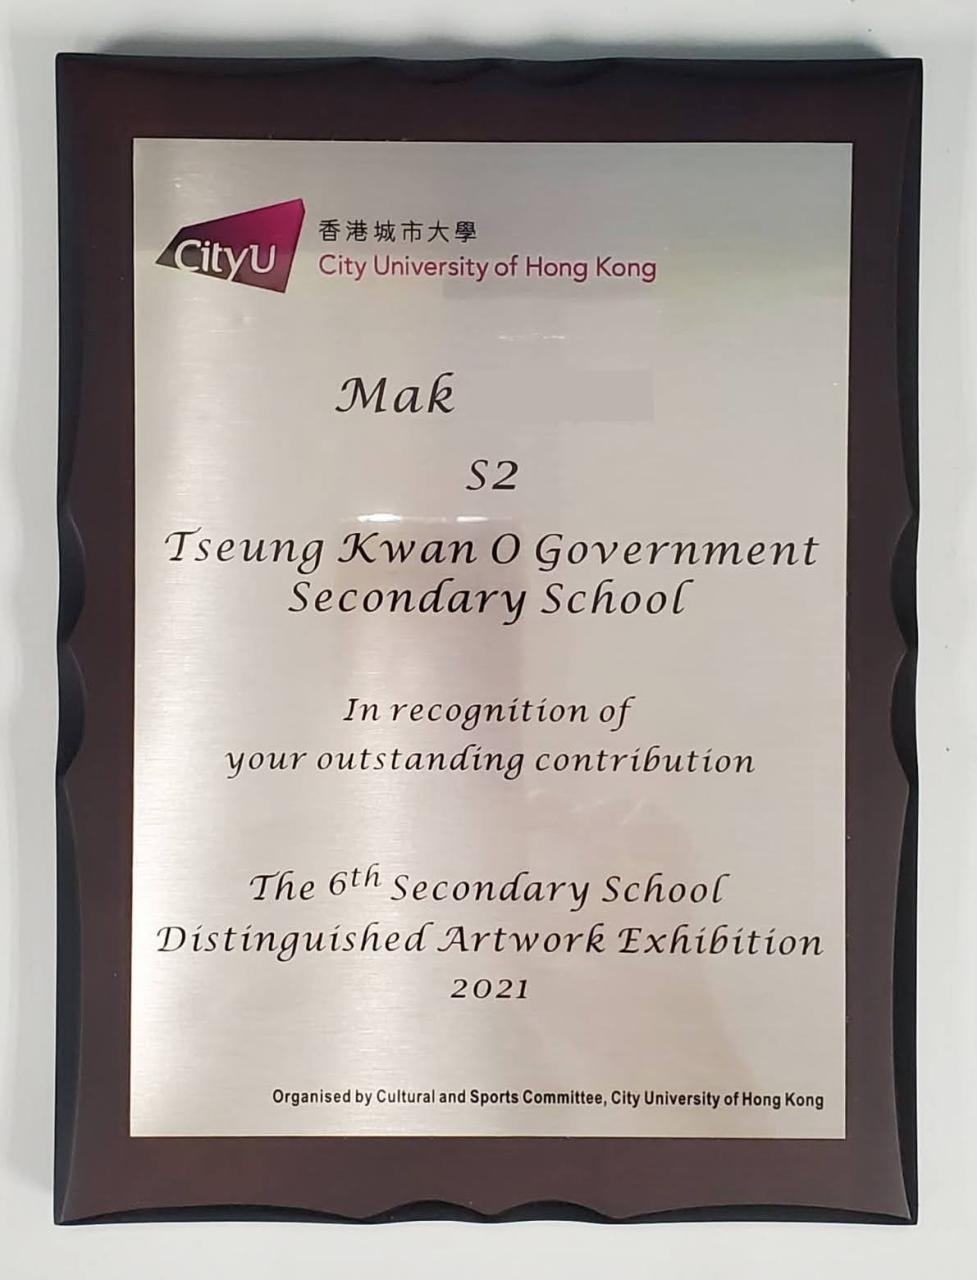 CityU
香港城市大學
City University of Hong Kong
Mak
S2
Tseung Kwan O Government
Secondary School
In recognition of
your outstanding contribution
The 6th Secondary School
Distinguished Artwork Exhibition
2021
Organised by Cultural and Sports Committee, City University of Hong Kong